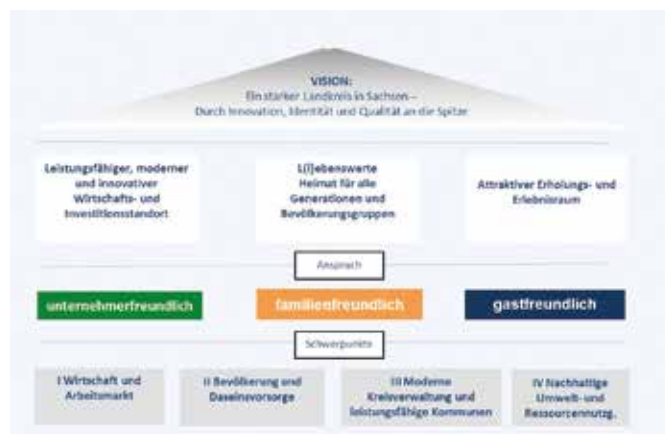 VISION:
Ein starker Landkreis in Sachsen –
Durch Innovation, Identität und Qualität an die Spitze
Leistungsfähiger, moderner
und innovativer
Wirtschafts- und
Investitionsstandort
L(i)ebenswerte
Heimat für alle
Generationen und
Bevölkerungsgruppen
Attraktiver Erholungs- und
Erlebnisraum
Anspruch
unternehmerfreundlich
familienfreundlich
gastfreundlich
Schwerpunkte
I Wirtschaft und
Arbeitsmarkt
II Bevölkerung und
Daseinsvorsorge
III Moderne
Kreisverwaltung und
leistungsfähige Kommunen
IV Nachhaltige
Umwelt- und
Ressourcennutzg.